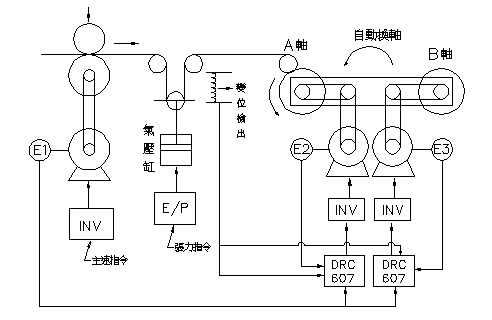 A軸
自動換軸
B軸
變位檢出
氣壓缸
E1
E2
E3
E/P
INV
INV
INV
主速指令
張力指令
DRC
607
DRC
607